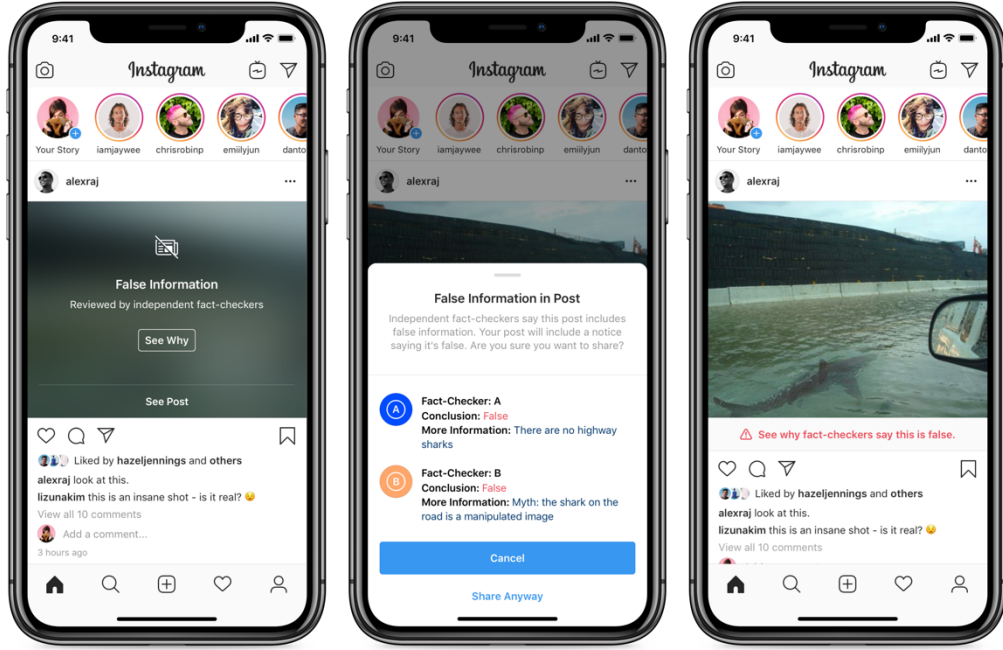 9:41
Instagram
Your Story
iamjaywee
chrisrobinp
emiilyjun
danto
alexraj
False Information
Reviewed by independent fact-checkers
See Why
See Post
Liked by hazeljennings and others
alexraj look at this.
lizunakim this is an insane shot - is it real? 😉
View all 10 comments
Add a comment...
3 hours ago
9:41
Instagram
Your Story
iamjaywee
chrisrobinp
emiilyjun
danto
alexraj
False Information in Post
Independent fact-checkers say this post includes
false information. Your post will include a notice
saying it's false. Are you sure you want to share?
A
Fact-Checker: A
Conclusion: False
More Information: There are no highway
sharks
B
Fact-Checker: B
Conclusion: False
More Information: Myth: the shark on the
road is a manipulated image
Cancel
Share Anyway
9:41
Instagram
Your Story
iamjaywee
chrisrobinp
emiilyjun
danto
alexraj
See why fact-checkers say this is false.
Liked by hazeljennings and others
alexraj look at this.
lizunakim this is an insane shot - is it real? 😉
View all 10 comments